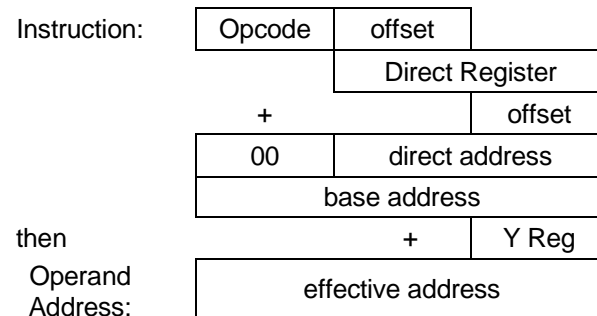 Instruction: Opcode offset
Direct Register
+ offset
00 direct address
base address
then + Y Reg
Operand
Address: effective address